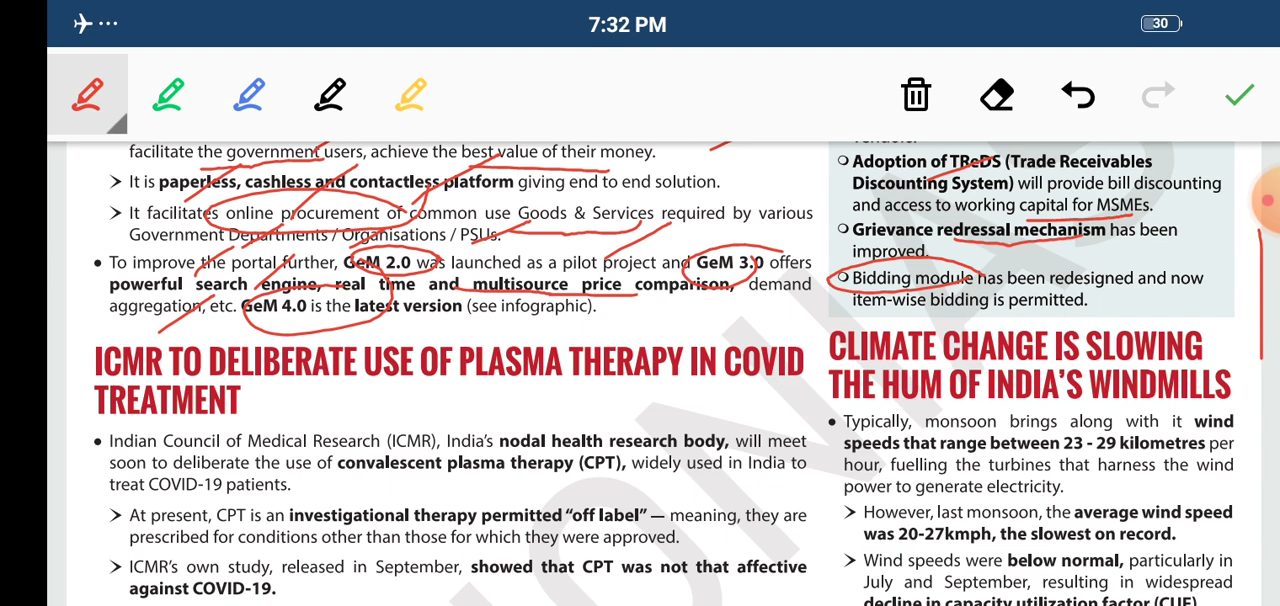 7:32 PM
30
facilitate the government users, achieve the best value of their money.
➤ It is paperless, cashless and contactless platform giving end to end solution.
➤ It facilitates online procurement of common use Goods & Services required by various
Government Departments / Organisations / PSUs.
• To improve the portal further, GeM 2.0 was launched as a pilot project and GeM 3.0 offers
powerful search engine, real time and multisource price comparison, demand
aggregation, etc. GeM 4.0 is the latest version (see infographic).
ICMR TO DELIBERATE USE OF PLASMA THERAPY IN COVID
TREATMENT
• Indian Council of Medical Research (ICMR), India's nodal health research body, will meet
soon to deliberate the use of convalescent plasma therapy (CPT), widely used in India to
treat COVID-19 patients.
➤ At present, CPT is an investigational therapy permitted "off label" — meaning, they are
prescribed for conditions other than those for which they were approved.
➤ ICMR's own study, released in September, showed that CPT was not that affective
against COVID-19.
○ Adoption of TReDS (Trade Receivables
Discounting System) will provide bill discounting
and access to working capital for MSMEs.
○ Grievance redressal mechanism has been
improved.
○ Bidding module has been redesigned and now
item-wise bidding is permitted.
CLIMATE CHANGE IS SLOWING
THE HUM OF INDIA'S WINDMILLS
• Typically, monsoon brings along with it wind
speeds that range between 23 - 29 kilometres per
hour, fuelling the turbines that harness the wind
power to generate electricity.
➤ However, last monsoon, the average wind speed
was 20-27kmph, the slowest on record.
➤ Wind speeds were below normal, particularly in
July and September, resulting in widespread
decline in capacity utilization factor (CUF)